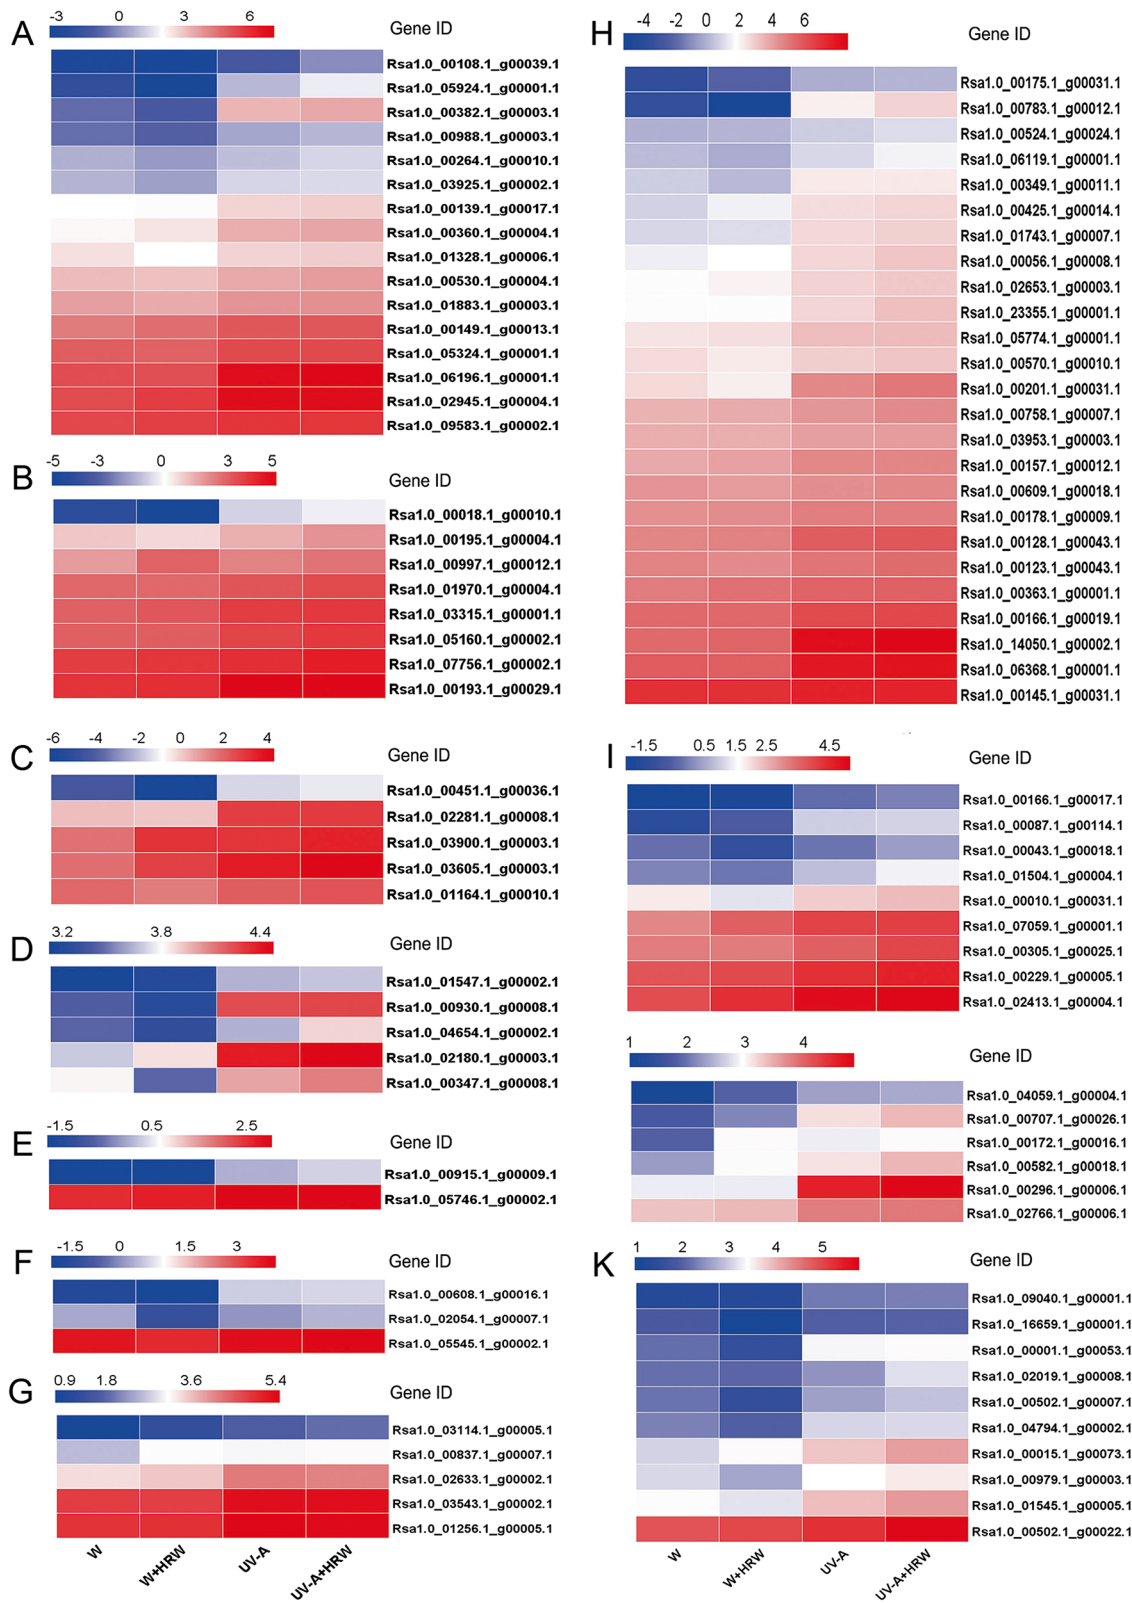 A
-3 0 3 6
Gene ID
Rsa1.0_00108.1_g00039.1
Rsa1.0_05924.1_g00001.1
Rsa1.0_00382.1_g00003.1
Rsa1.0_00988.1_g00003.1
Rsa1.0_00264.1_g00010.1
Rsa1.0_03925.1_g00002.1
Rsa1.0_00139.1_g00017.1
Rsa1.0_00360.1_g00004.1
Rsa1.0_01328.1_g00006.1
Rsa1.0_00530.1_g00004.1
Rsa1.0_01883.1_g00003.1
Rsa1.0_00149.1_g00013.1
Rsa1.0_05324.1_g00001.1
Rsa1.0_06196.1_g00001.1
Rsa1.0_02945.1_g00004.1
Rsa1.0_09583.1_g00002.1
B
-5 -3 0 3 5
Gene ID
Rsa1.0_00018.1_g00010.1
Rsa1.0_00195.1_g00004.1
Rsa1.0_00997.1_g00012.1
Rsa1.0_01970.1_g00004.1
Rsa1.0_03315.1_g00001.1
Rsa1.0_05160.1_g00002.1
Rsa1.0_07756.1_g00002.1
Rsa1.0_00193.1_g00029.1
C
-6 -4 -2 0 2 4
Gene ID
Rsa1.0_00451.1_g00036.1
Rsa1.0_02281.1_g00008.1
Rsa1.0_03900.1_g00003.1
Rsa1.0_03605.1_g00003.1
Rsa1.0_01164.1_g00010.1
D
3.2 3.8 4.4
Gene ID
Rsa1.0_01547.1_g00002.1
Rsa1.0_00930.1_g00008.1
Rsa1.0_04654.1_g00002.1
Rsa1.0_02180.1_g00003.1
Rsa1.0_00347.1_g00008.1
E
-1.5 0.5 2.5
Gene ID
Rsa1.0_00915.1_g00009.1
Rsa1.0_05746.1_g00002.1
F
-1.5 0 1.5 3
Gene ID
Rsa1.0_00608.1_g00016.1
Rsa1.0_02054.1_g00007.1
Rsa1.0_05545.1_g00002.1
G
0.9 1.8 3.6 5.4
Gene ID
Rsa1.0_03114.1_g00005.1
Rsa1.0_00837.1_g00007.1
Rsa1.0_02633.1_g00002.1
Rsa1.0_03543.1_g00002.1
Rsa1.0_01256.1_g00005.1
W W+HRW UV-A UV-A+HRW
H
-4 -2 0 2 4 6
Gene ID
Rsa1.0_00175.1_g00031.1
Rsa1.0_00783.1_g00012.1
Rsa1.0_00524.1_g00024.1
Rsa1.0_06119.1_g00001.1
Rsa1.0_00349.1_g00011.1
Rsa1.0_00425.1_g00014.1
Rsa1.0_01743.1_g00007.1
Rsa1.0_00056.1_g00008.1
Rsa1.0_02653.1_g00003.1
Rsa1.0_23355.1_g00001.1
Rsa1.0_05774.1_g00001.1
Rsa1.0_00570.1_g00010.1
Rsa1.0_00201.1_g00031.1
Rsa1.0_00758.1_g00007.1
Rsa1.0_03953.1_g00003.1
Rsa1.0_00157.1_g00012.1
Rsa1.0_00609.1_g00018.1
Rsa1.0_00178.1_g00009.1
Rsa1.0_00128.1_g00043.1
Rsa1.0_00123.1_g00043.1
Rsa1.0_00363.1_g00001.1
Rsa1.0_00166.1_g00019.1
Rsa1.0_14050.1_g00002.1
Rsa1.0_06368.1_g00001.1
Rsa1.0_00145.1_g00031.1
I
-1.5 0.5 1.5 2.5 4.5
Gene ID
Rsa1.0_00166.1_g00017.1
Rsa1.0_00087.1_g00114.1
Rsa1.0_00043.1_g00018.1
Rsa1.0_01504.1_g00004.1
Rsa1.0_00010.1_g00031.1
Rsa1.0_07059.1_g00001.1
Rsa1.0_00305.1_g00025.1
Rsa1.0_00229.1_g00005.1
Rsa1.0_02413.1_g00004.1
1 2 3 4
Gene ID
Rsa1.0_04059.1_g00004.1
Rsa1.0_00707.1_g00026.1
Rsa1.0_00172.1_g00016.1
Rsa1.0_00582.1_g00018.1
Rsa1.0_00296.1_g00006.1
Rsa1.0_02766.1_g00006.1
K
1 2 3 4 5
Gene ID
Rsa1.0_09040.1_g00001.1
Rsa1.0_16659.1_g00001.1
Rsa1.0_00001.1_g00053.1
Rsa1.0_02019.1_g00008.1
Rsa1.0_00502.1_g00007.1
Rsa1.0_04794.1_g00002.1
Rsa1.0_00015.1_g00073.1
Rsa1.0_00979.1_g00003.1
Rsa1.0_01545.1_g00005.1
Rsa1.0_00502.1_g00022.1
W W+HRW UV-A UV-A+HRW